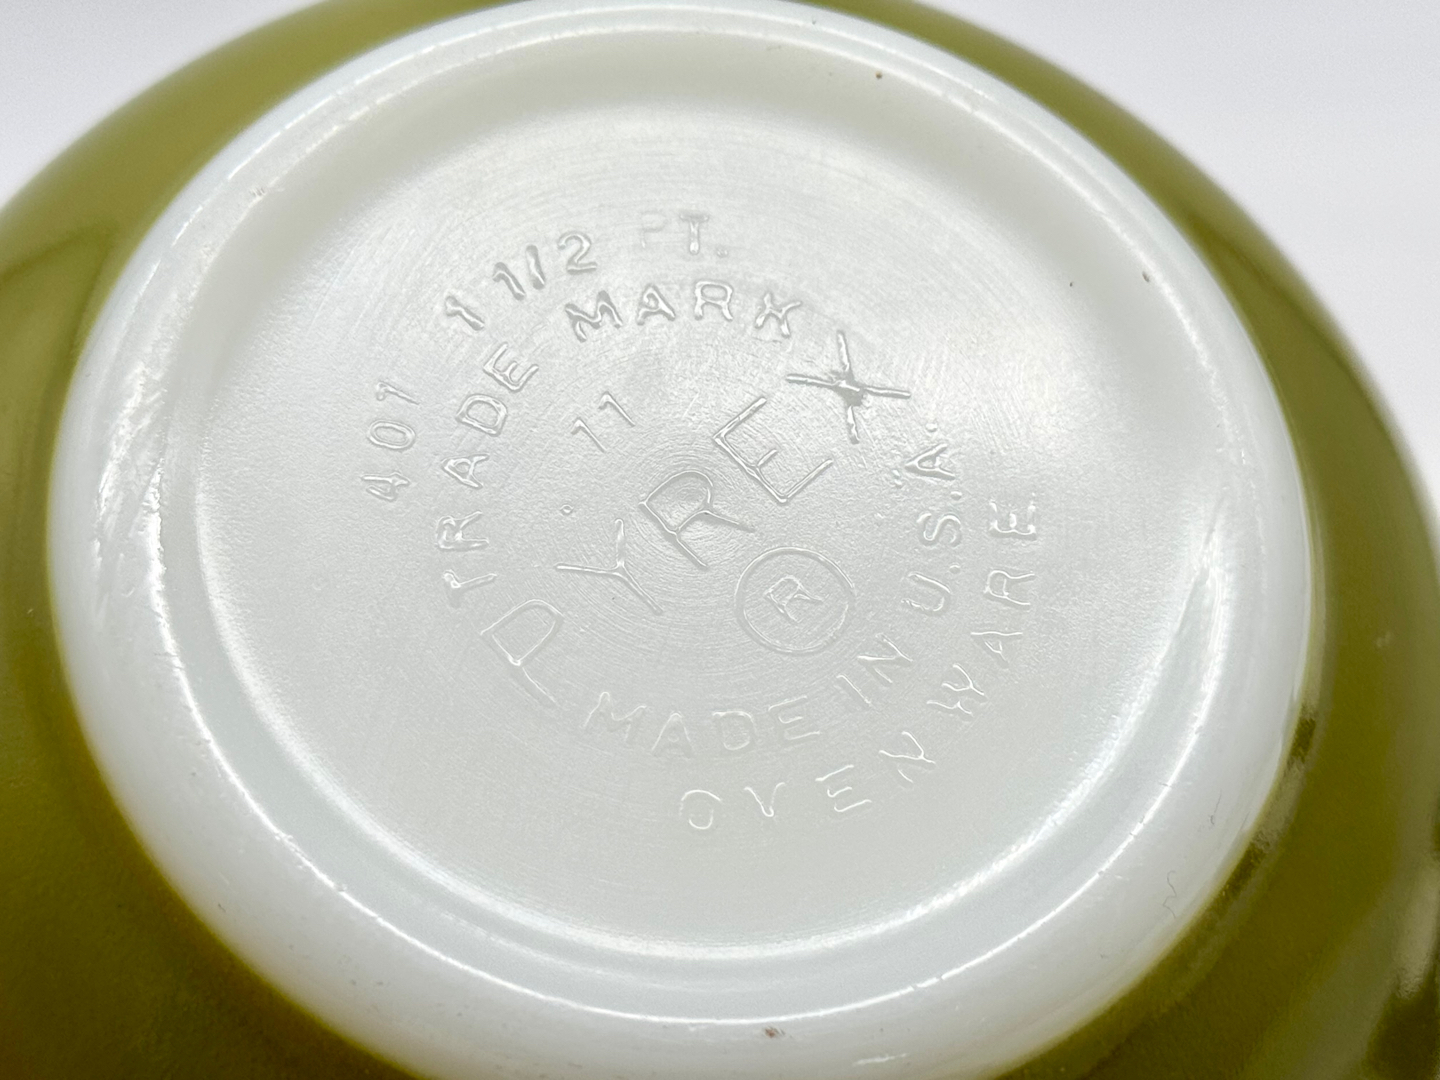 401 1 1/2 PT.
TRADE MARK
11
PYREX
®
MADE IN U.S.A.
OVEN WARE